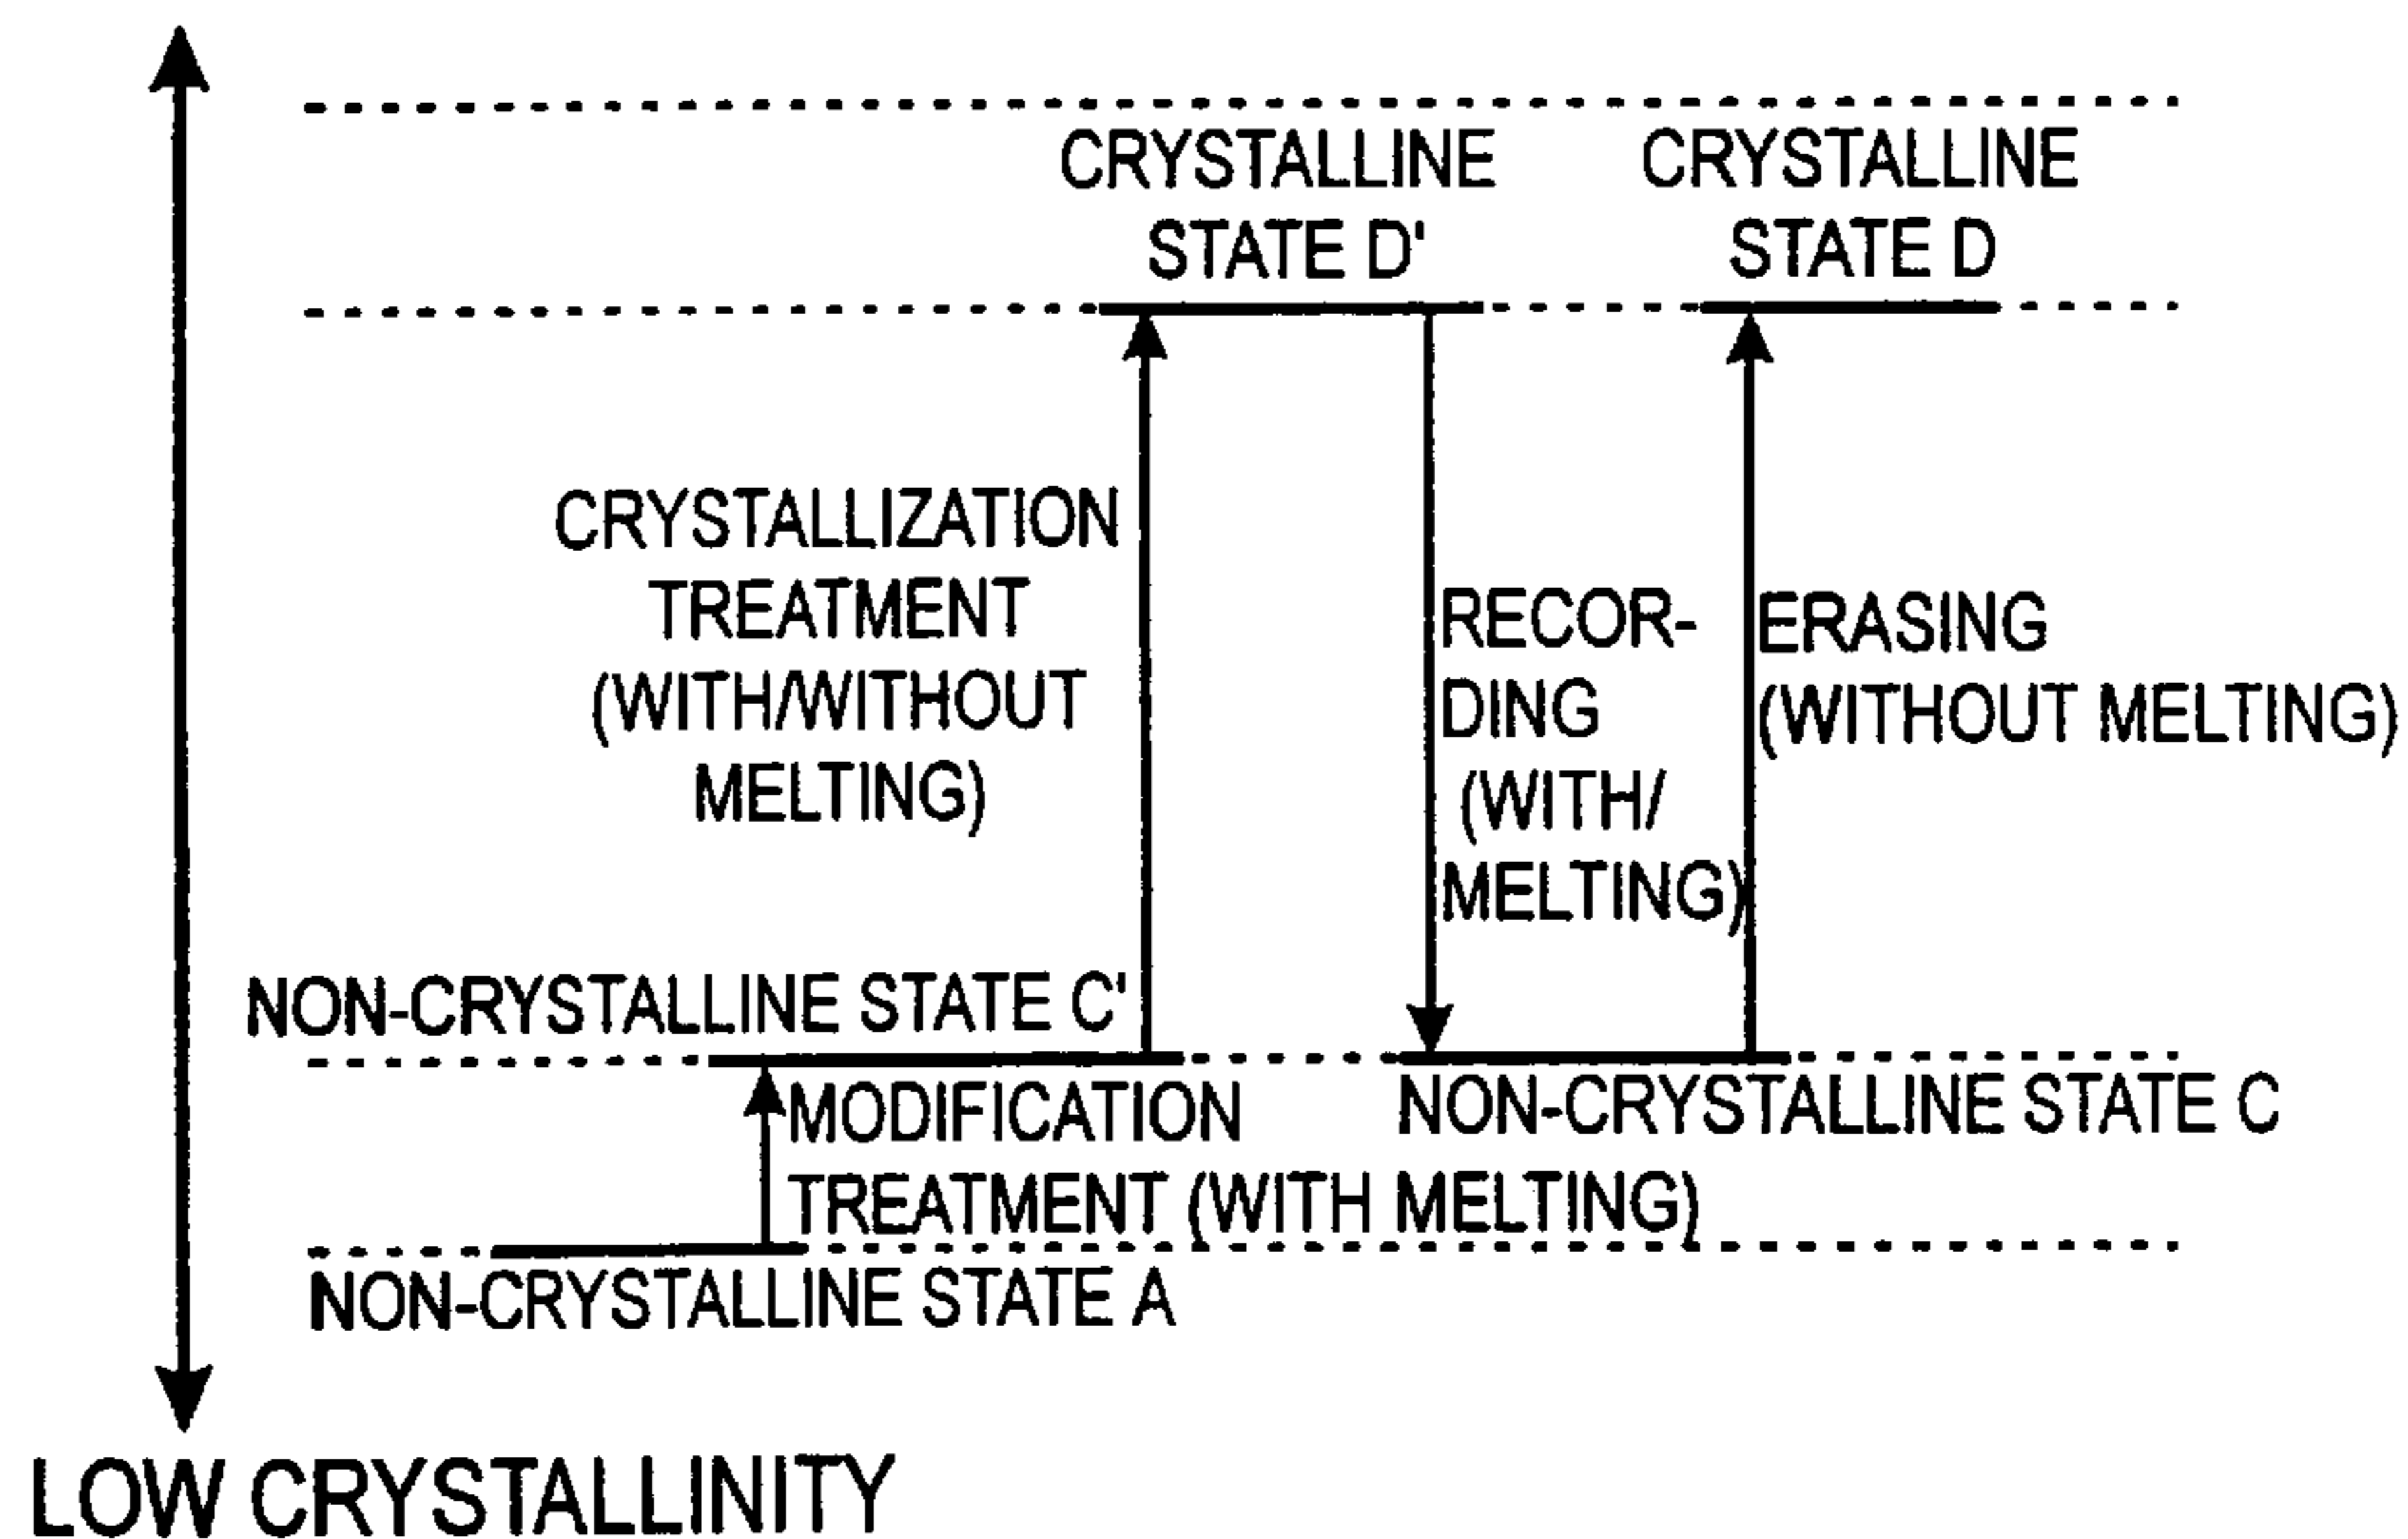 CRYSTALLINE
STATE D'
CRYSTALLINE
STATE D
CRYSTALLIZATION
TREATMENT
(WITH/WITHOUT
MELTING)
RECOR-
DING
(WITH/
MELTING)
ERASING
(WITHOUT MELTING)
NON-CRYSTALLINE STATE C'
MODIFICATION
TREATMENT (WITH MELTING)
NON-CRYSTALLINE STATE C
NON-CRYSTALLINE STATE A
LOW CRYSTALLINITY